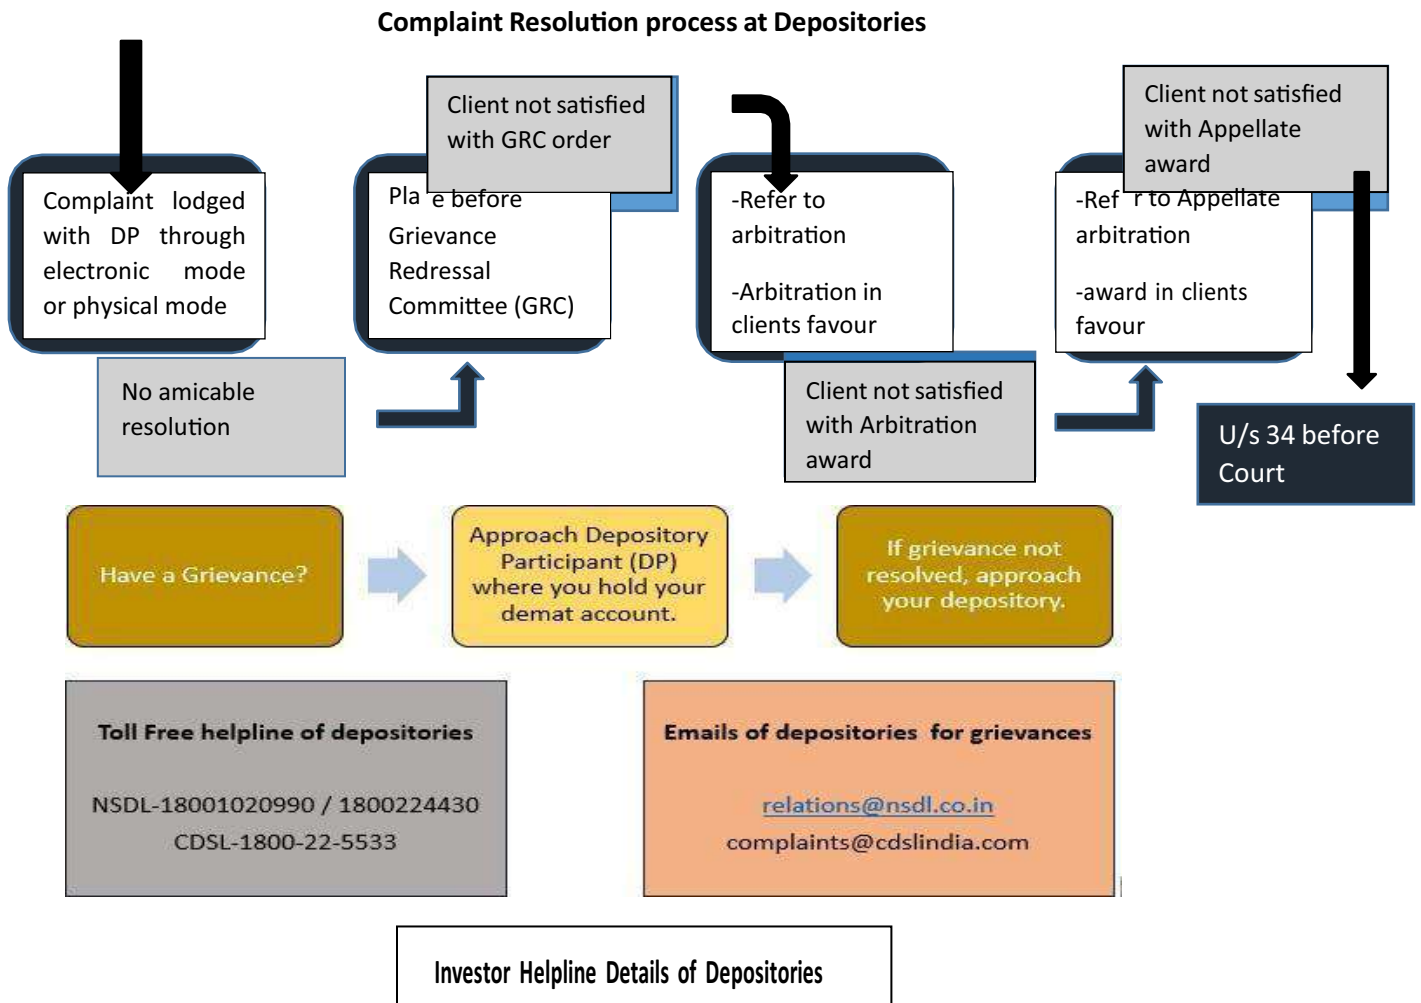 Complaint Resolution process at Depositories
Complaint lodged
with DP through
electronic mode
or physical mode
No amicable
resolution
Pla e before
Grievance
Redressal
Committee (GRC)
Client not satisfied
with GRC order
-Refer to
arbitration
-Arbitration in
clients favour
Client not satisfied
with Arbitration
award
-Ref r to Appellate
arbitration
-award in clients
favour
Client not satisfied
with Appellate
award
U/s 34 before
Court
Have a Grievance?
Approach Depository
Participant (DP)
where you hold your
demat account.
If grievance not
resolved, approach
your depository.
Toll Free helpline of depositories
NSDL-18001020990 / 1800224430
CDSL-1800-22-5533
Emails of depositories for grievances
relations@nsdl.co.in
complaints@cdslindia.com
Investor Helpline Details of Depositories